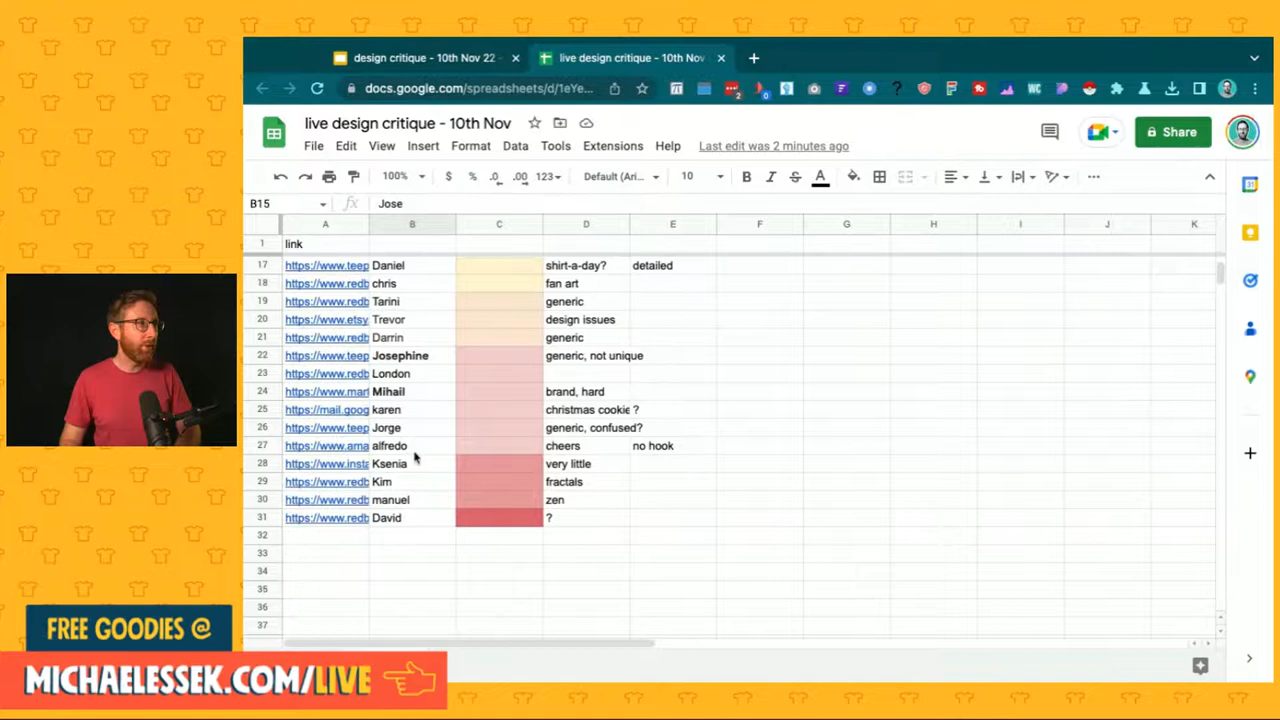 design critique - 10th Nov 22 -
live design critique - 10th Nov
docs.google.com/spreadsheets/d/1eYe...
live design critique - 10th Nov
File Edit View Insert Format Data Tools Extensions Help Last edit was 2 minutes ago
Share
100% $ % .0 .00 123 Default (Ari... 10 B I S A
B15 fx Jose
A B C D E F G H I J K
1 link
17 https://www.teep Daniel shirt-a-day? detailed
18 https://www.redb chris fan art
19 https://www.redb Tarini generic
20 https://www.etsy. Trevor design issues
21 https://www.redb Darrin generic
22 https://www.teep Josephine generic, not unique
23 https://www.redb London
24 https://www.mart Mihail brand, hard
25 https://mail.goog karen christmas cookie ?
26 https://www.teep Jorge generic, confused?
27 https://www.ama alfredo cheers no hook
28 https://www.insta Ksenia very little
29 https://www.redb Kim fractals
30 https://www.redb manuel zen
31 https://www.redb David ?
32
33
34
35
36
37
FREE GOODIES @
MICHAELESSEK.COM/LIVE